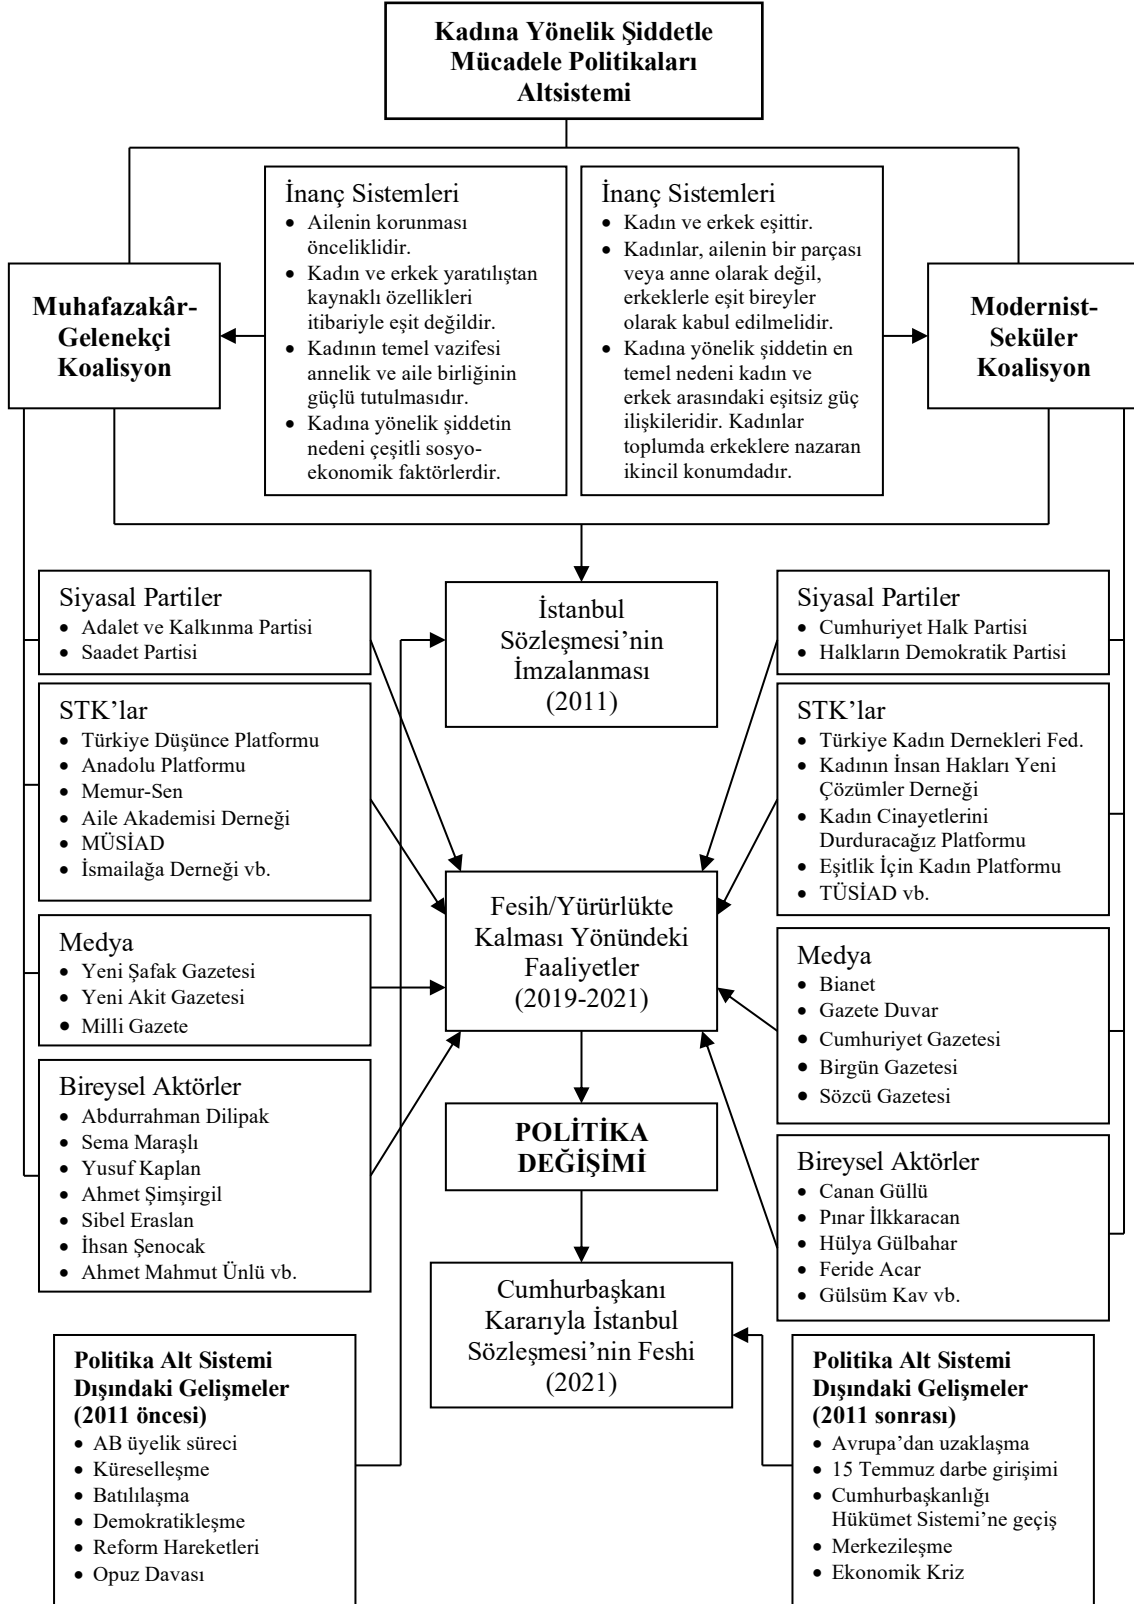 Kadına Yönelik Şiddetle
Mücadele Politikaları
Altsistemi
İnanç Sistemleri
• Ailenin korunması
önceliklidir.
• Kadın ve erkek yaratılıştan
kaynaklı özellikleri
itibariyle eşit değildir.
• Kadının temel vazifesi
annelik ve aile birliğinin
güçlü tutulmasıdır.
• Kadına yönelik şiddetin
nedeni çeşitli sosyo-
ekonomik faktörlerdir.
İnanç Sistemleri
• Kadın ve erkek eşittir.
• Kadınlar, ailenin bir parçası
veya anne olarak değil,
erkeklerle eşit bireyler
olarak kabul edilmelidir.
• Kadına yönelik şiddetin en
temel nedeni kadın ve
erkek arasındaki eşitsiz güç
ilişkileridir. Kadınlar
toplumda erkeklere nazaran
ikincil konumdadır.
Muhafazakâr-
Gelenekçi
Koalisyon
Modernist-
Seküler
Koalisyon
Siyasal Partiler
• Adalet ve Kalkınma Partisi
• Saadet Partisi
İstanbul
Sözleşmesi’nin
İmzalanması
(2011)
Siyasal Partiler
• Cumhuriyet Halk Partisi
• Halkların Demokratik Partisi
STK’lar
• Türkiye Düşünce Platformu
• Anadolu Platformu
• Memur-Sen
• Aile Akademisi Derneği
• MÜSİAD
• İsmailağa Derneği vb.
STK’lar
• Türkiye Kadın Dernekleri Fed.
• Kadının İnsan Hakları Yeni
Çözümler Derneği
• Kadın Cinayetlerini
Durduracağız Platformu
• Eşitlik İçin Kadın Platformu
• TÜSİAD vb.
Fesih/Yürürlükte
Kalması Yönündeki
Faaliyetler
(2019-2021)
Medya
• Yeni Şafak Gazetesi
• Yeni Akit Gazetesi
• Milli Gazete
Medya
• Bianet
• Gazete Duvar
• Cumhuriyet Gazetesi
• Birgün Gazetesi
• Sözcü Gazetesi
Bireysel Aktörler
• Abdurrahman Dilipak
• Sema Maraşlı
• Yusuf Kaplan
• Ahmet Şimşirgil
• Sibel Eraslan
• İhsan Şenocak
• Ahmet Mahmut Ünlü vb.
POLİTİKA
DEĞİŞİMİ
Bireysel Aktörler
• Canan Güllü
• Pınar İlkkaracan
• Hülya Gülbahar
• Feride Acar
• Gülsüm Kav vb.
Cumhurbaşkanı
Kararıyla İstanbul
Sözleşmesi’nin Feshi
(2021)
Politika Alt Sistemi
Dışındaki Gelişmeler
(2011 öncesi)
• AB üyelik süreci
• Küreselleşme
• Batılılaşma
• Demokratikleşme
• Reform Hareketleri
• Opuz Davası
Politika Alt Sistemi
Dışındaki Gelişmeler
(2011 sonrası)
• Avrupa’dan uzaklaşma
• 15 Temmuz darbe girişimi
• Cumhurbaşkanlığı
Hükümet Sistemi’ne geçiş
• Merkezileşme
• Ekonomik Kriz